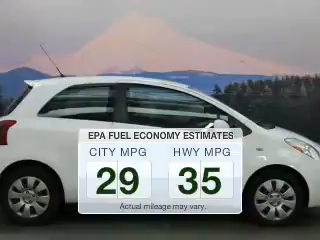 EPA FUEL ECONOMY ESTIMATES
CITY MPG HWY MPG
29 35
Actual mileage may vary.